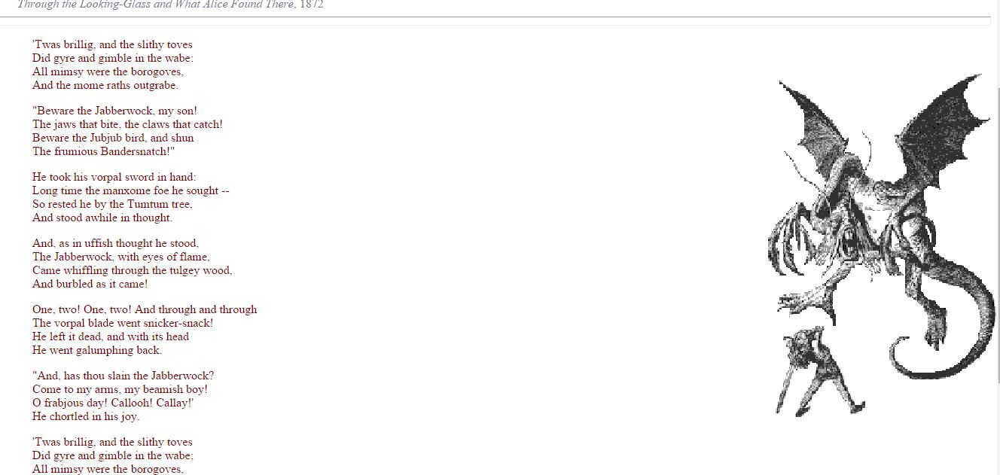 Through the Looking-Glass and What Alice Found There, 1872
'Twas brillig, and the slithy toves
Did gyre and gimble in the wabe:
All mimsy were the borogoves,
And the mome raths outgrabe.
"Beware the Jabberwock, my son!
The jaws that bite, the claws that catch!
Beware the Jubjub bird, and shun
The frumious Bandersnatch!"
He took his vorpal sword in hand:
Long time the manxome foe he sought --
So rested he by the Tumtum tree,
And stood awhile in thought.
And, as in uffish thought he stood,
The Jabberwock, with eyes of flame,
Came whiffling through the tulgey wood,
And burbled as it came!
One, two! One, two! And through and through
The vorpal blade went snicker-snack!
He left it dead, and with its head
He went galumphing back.
"And, has thou slain the Jabberwock?
Come to my arms, my beamish boy!
O frabjous day! Callooh! Callay!'
He chortled in his joy.
'Twas brillig, and the slithy toves
Did gyre and gimble in the wabe;
All mimsy were the borogoves,